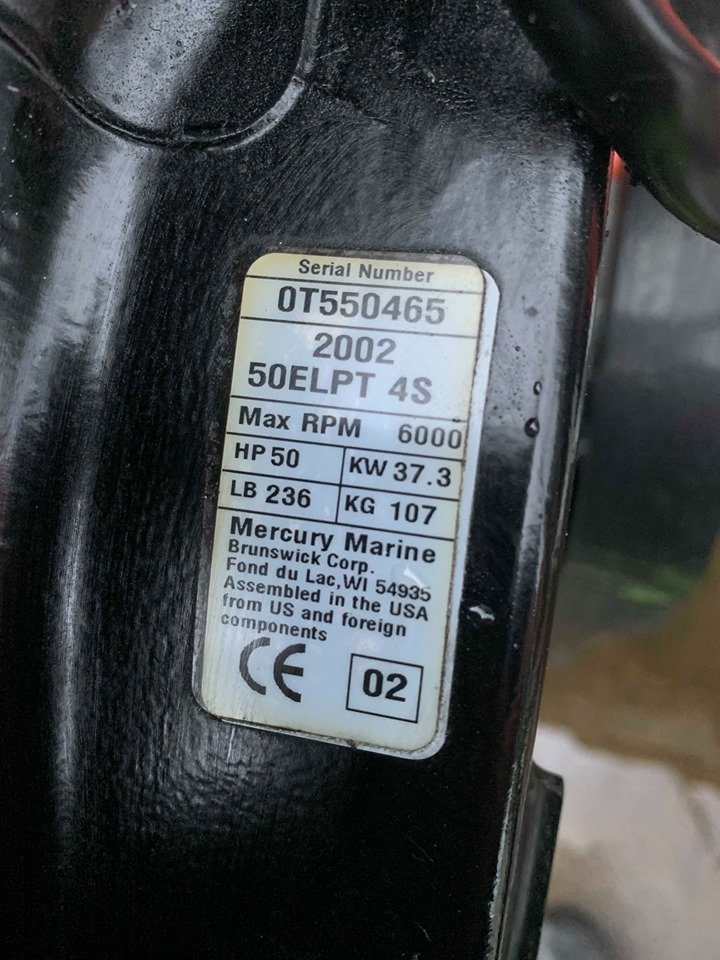 Serial Number
0T550465
2002
50ELPT 4S
Max RPM 6000
HP 50 KW 37.3
LB 236 KG 107
Mercury Marine
Brunswick Corp.
Fond du Lac,WI 54935
Assembled in the USA
from US and foreign
components
CE 02